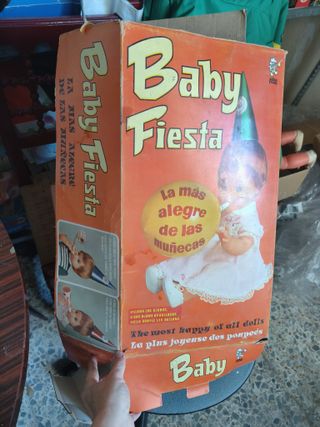 Baby
Fiesta
La más
alegre
de las
muñecas
The most happy of all dolls
La plus joyeuse des poupées
Baby
Baby Fiesta
LA MAS ALEGRE
DE LAS MUÑECAS